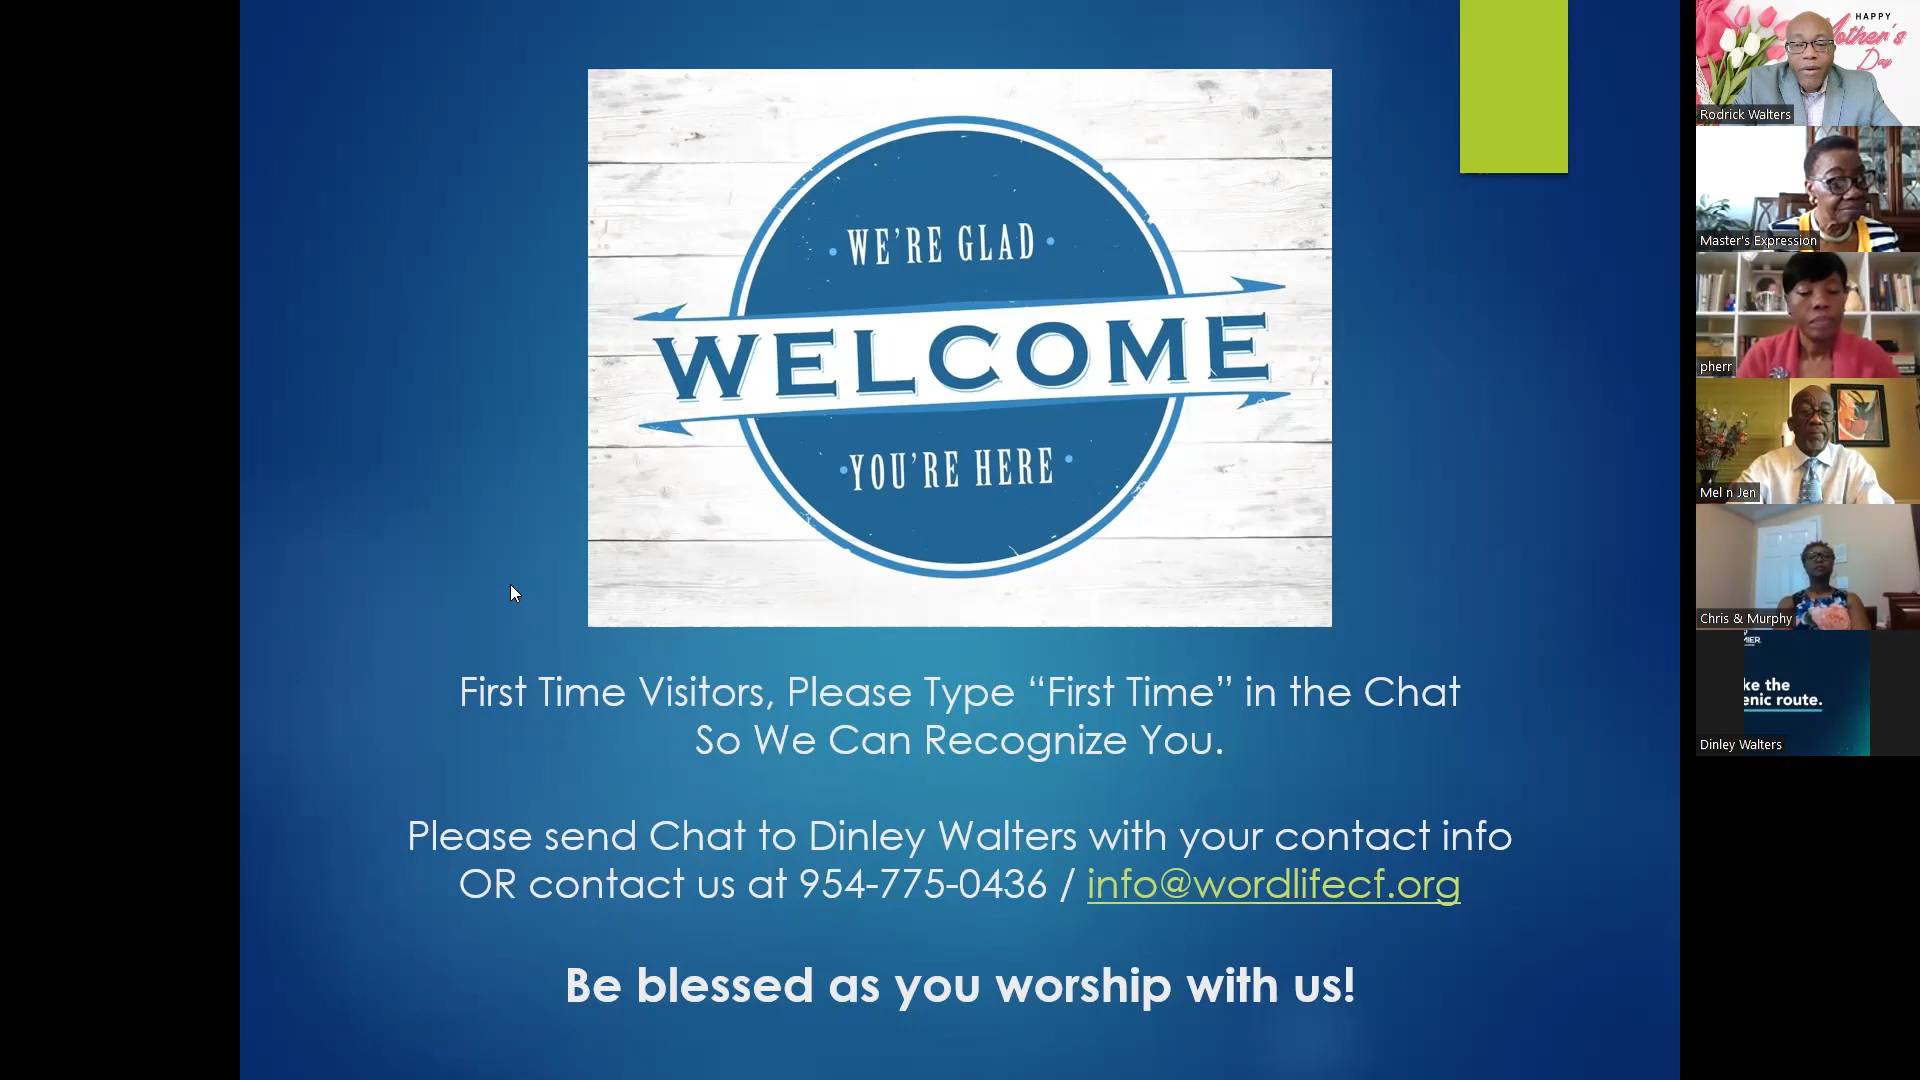 WE'RE GLAD
WELCOME
YOU'RE HERE
First Time Visitors, Please Type “First Time” in the Chat
So We Can Recognize You.
Please send Chat to Dinley Walters with your contact info
OR contact us at 954-775-0436 / info@wordlifecf.org
Be blessed as you worship with us!
HAPPY
Mother's
Day
Rodrick Walters
Master's Expression
pherr
Mel n Jen
Chris & Murphy
ke the
enic route.
Dinley Walters